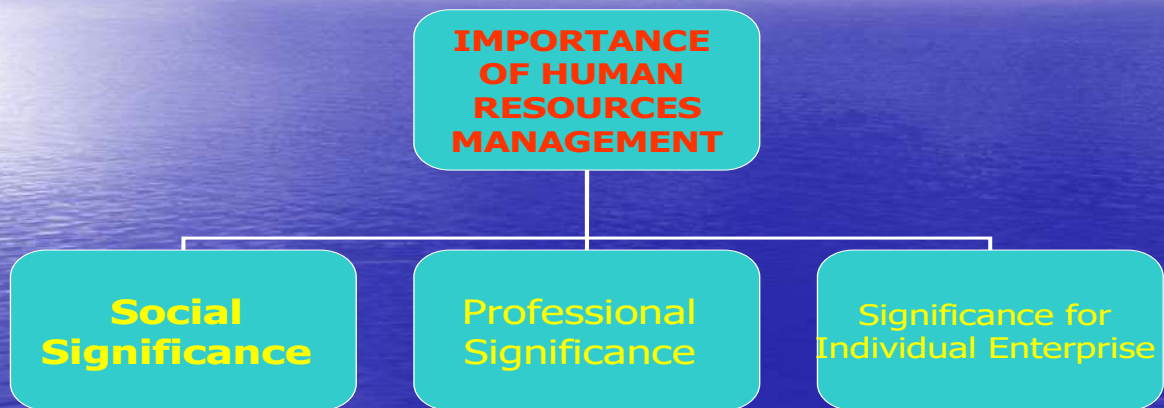 IMPORTANCE
OF HUMAN
RESOURCES
MANAGEMENT
Social
Significance
Professional
Significance
Significance for
Individual Enterprise